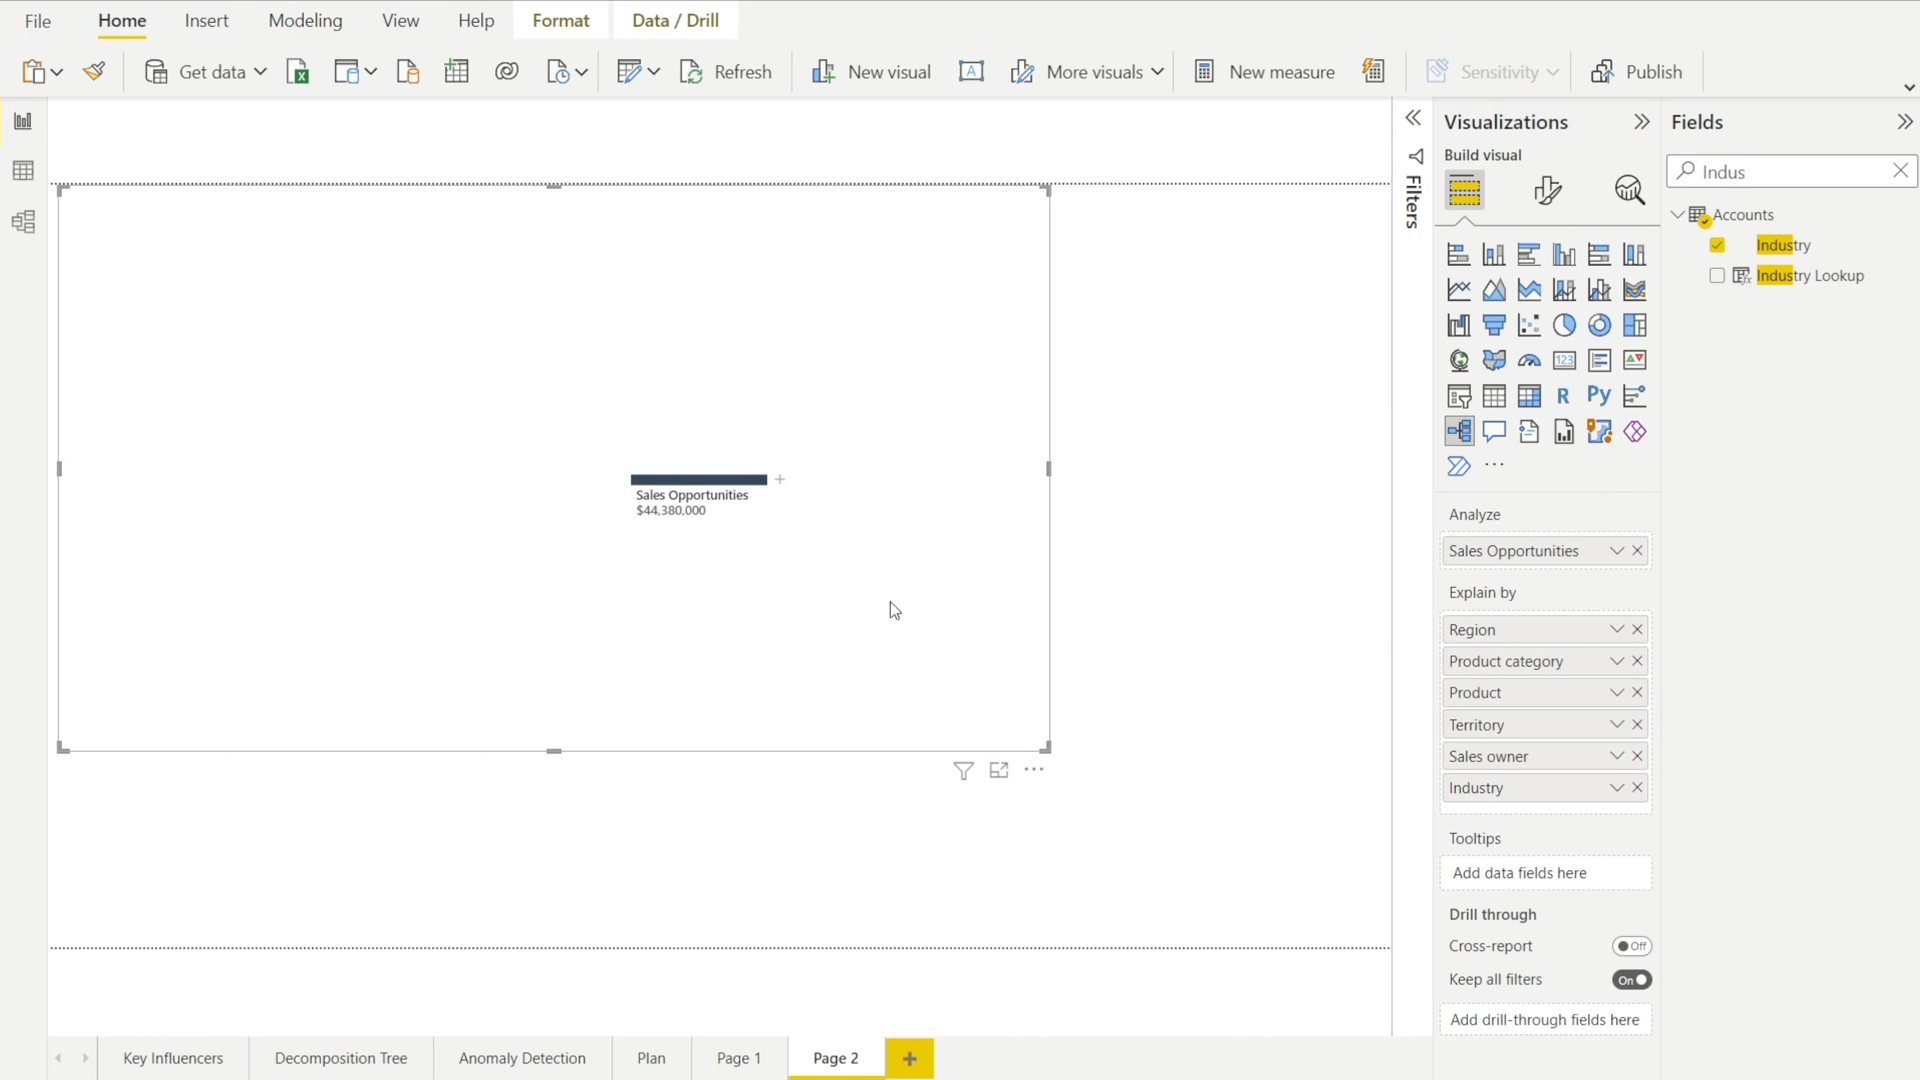 File Home Insert Modeling View Help Format Data / Drill
Get data Refresh New visual A More visuals New measure Sensitivity Publish
Sales Opportunities
$44,380,000
Filters
Visualizations
Build visual
123
R Py
Analyze
Sales Opportunities
Explain by
Region
Product category
Product
Territory
Sales owner
Industry
Tooltips
Add data fields here
Drill through
Cross-report Off
Keep all filters On
Add drill-through fields here
Fields
Indus
Accounts
Industry
Industry Lookup
Key Influencers Decomposition Tree Anomaly Detection Plan Page 1 Page 2 +